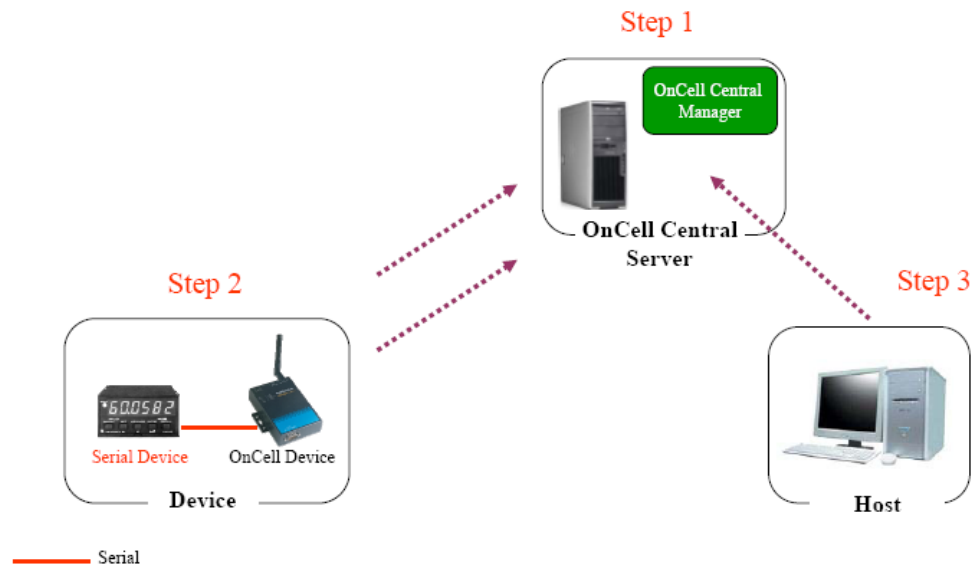 Step 1
OnCell Central
Manager
OnCell Central
Server
Step 2
Step 3
60.0582
Serial Device
OnCell Device
Device
Host
Serial